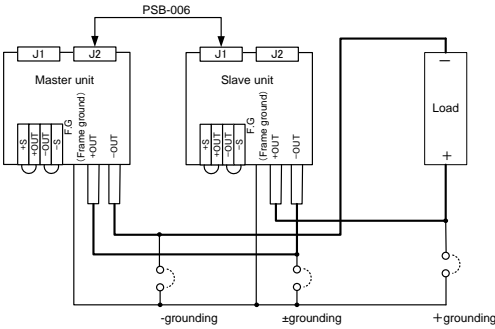 PSB-006
J1 J2 J1 J2
Master unit Slave unit
Load
−
+
+S
+OUT
−OUT
−S
F.G
(Frame ground)
+OUT
−OUT
+S
+OUT
−OUT
−S
F.G
(Frame ground)
+OUT
−OUT
-grounding ±grounding +grounding